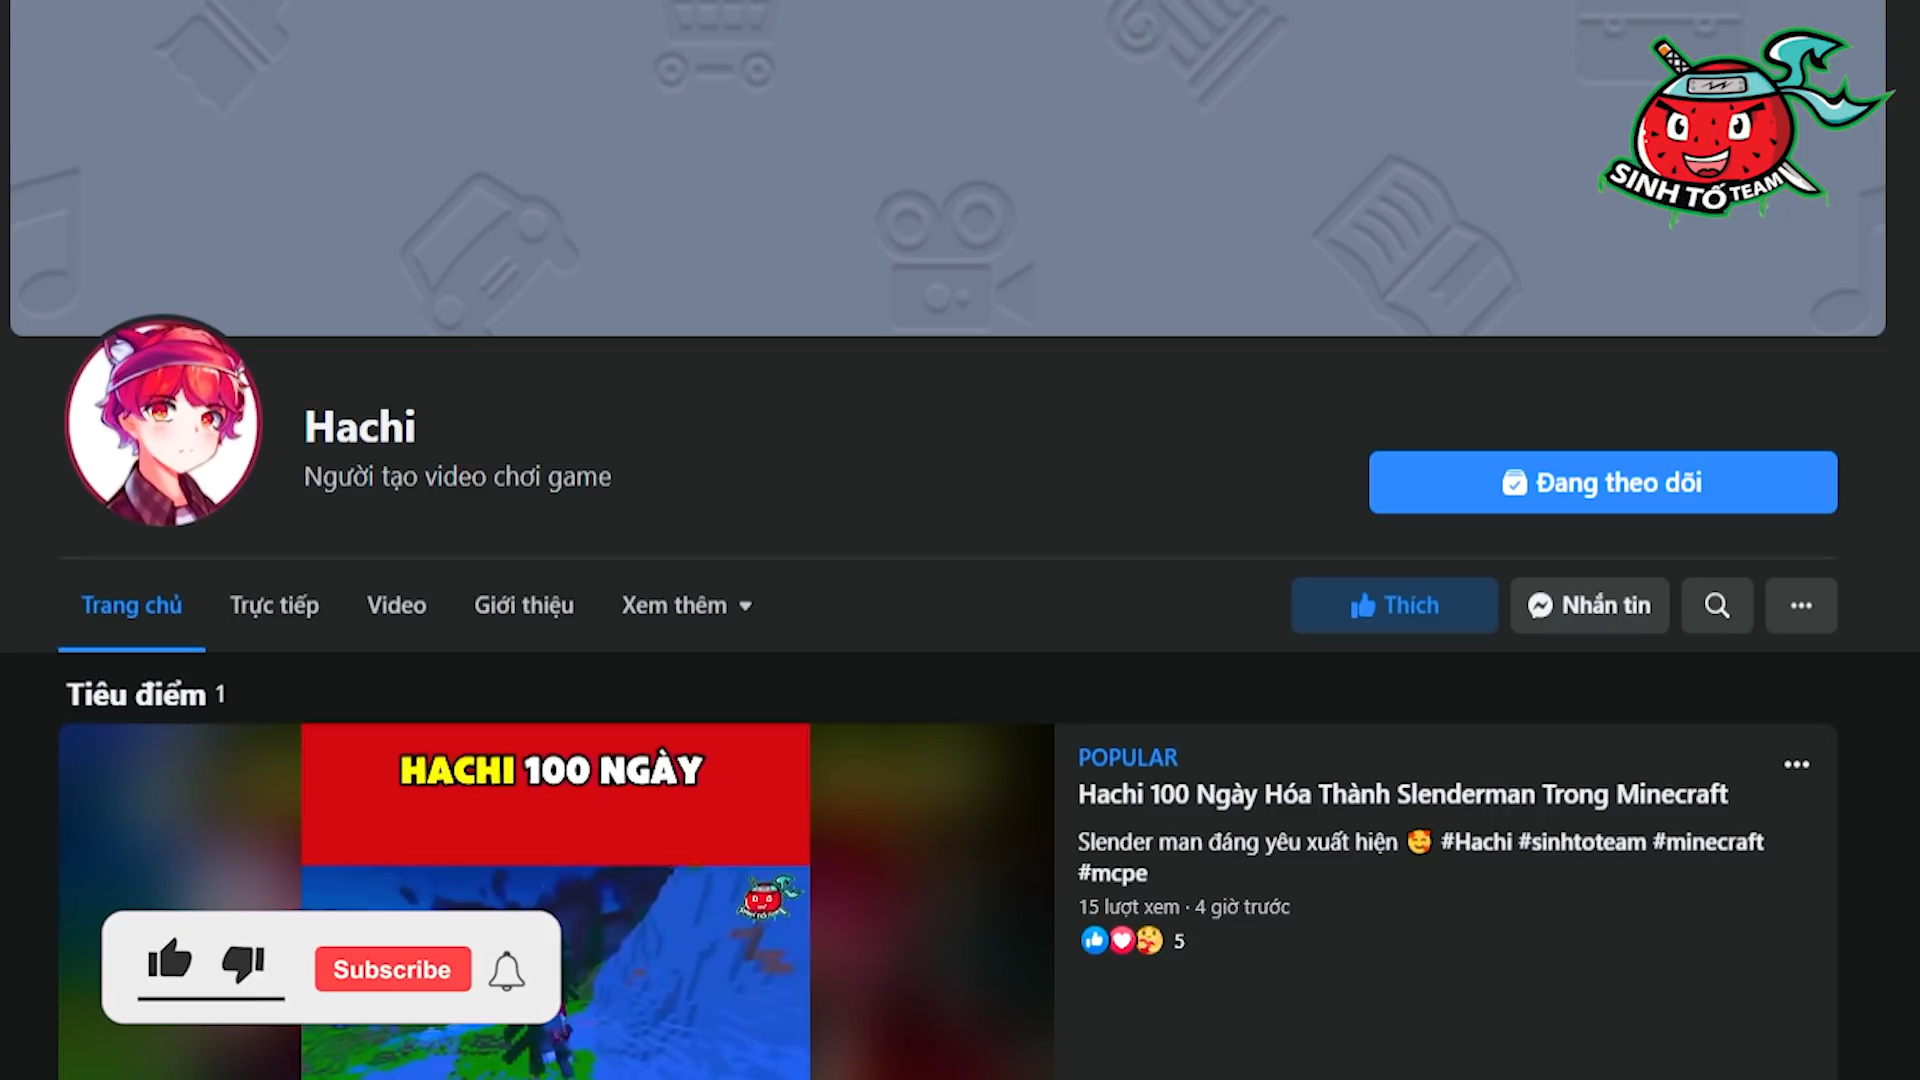 SINH TỐ TEAM
Hachi
Người tạo video chơi game
Đang theo dõi
Trang chủ
Trực tiếp
Video
Giới thiệu
Xem thêm
Thích
Nhắn tin
Tiêu điểm 1
HACHI 100 NGÀY
POPULAR
Hachi 100 Ngày Hóa Thành Slenderman Trong Minecraft
Slender man đáng yêu xuất hiện 🥰 #Hachi #sinhtoteam #minecraft
#mcpe
15 lượt xem · 4 giờ trước
5
Subscribe